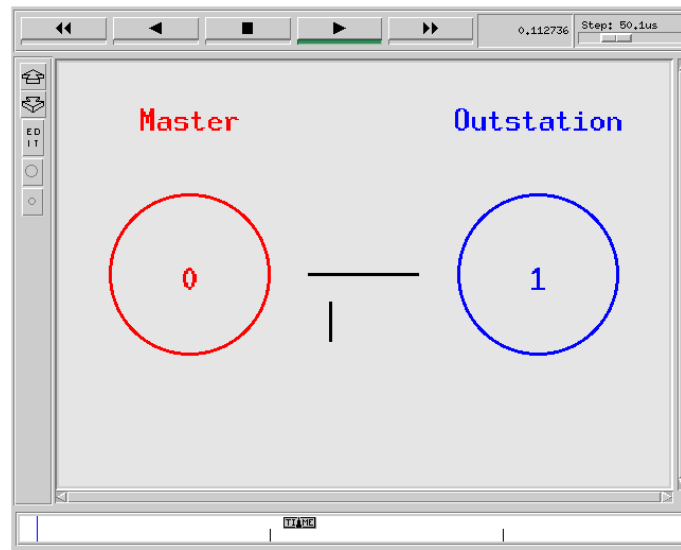 0.112736 Step: 50.1us
ED
IT
Master Outstation
0 1
TIME